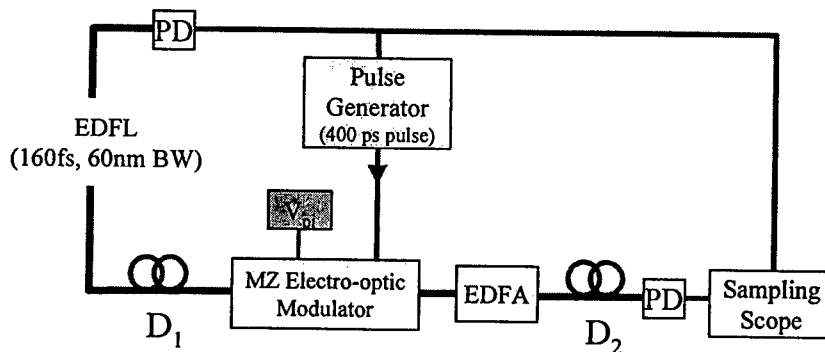 PD
Pulse
Generator
(400 ps pulse)
EDFL
(160fs, 60nm BW)
MZ Electro-optic
Modulator
EDFA
PD
Sampling
Scope
D1
D2